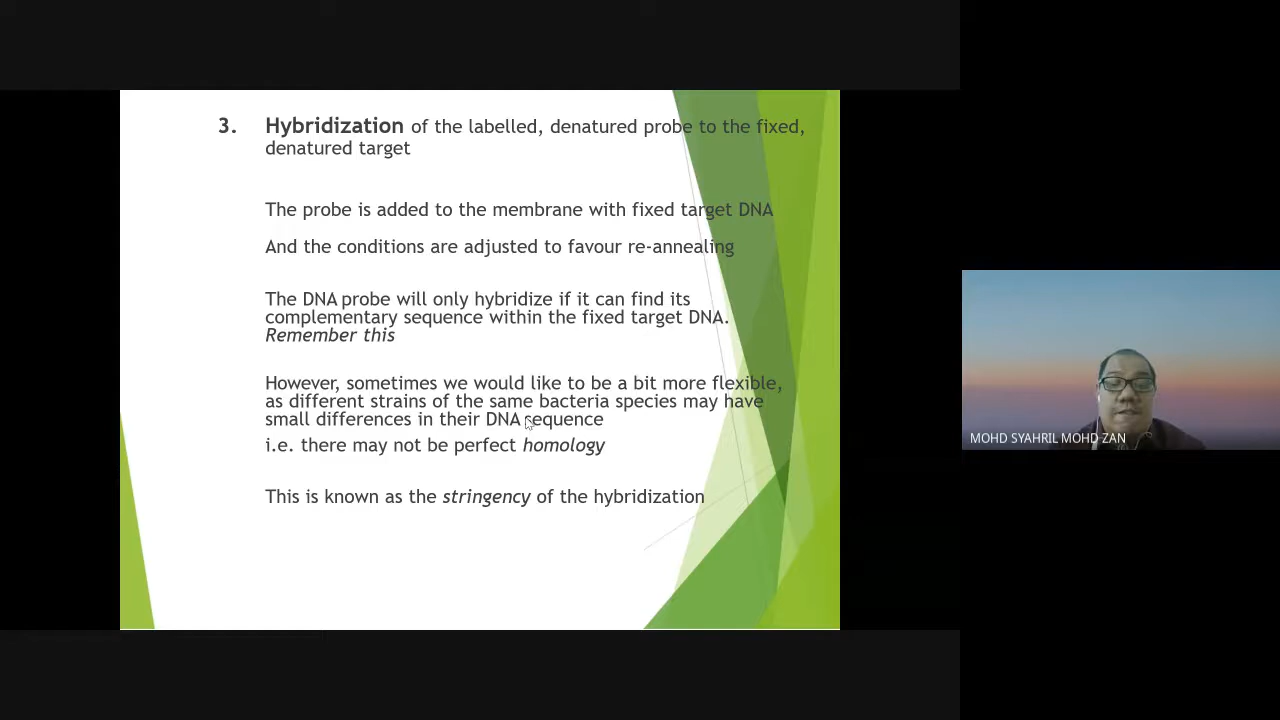 3. Hybridization of the labelled, denatured probe to the fixed,
denatured target
The probe is added to the membrane with fixed target DNA
And the conditions are adjusted to favour re-annealing
The DNA probe will only hybridize if it can find its
complementary sequence within the fixed target DNA.
Remember this
However, sometimes we would like to be a bit more flexible,
as different strains of the same bacteria species may have
small differences in their DNA sequence
i.e. there may not be perfect homology
This is known as the stringency of the hybridization
MOHD SYAHRIL MOHD ZAN